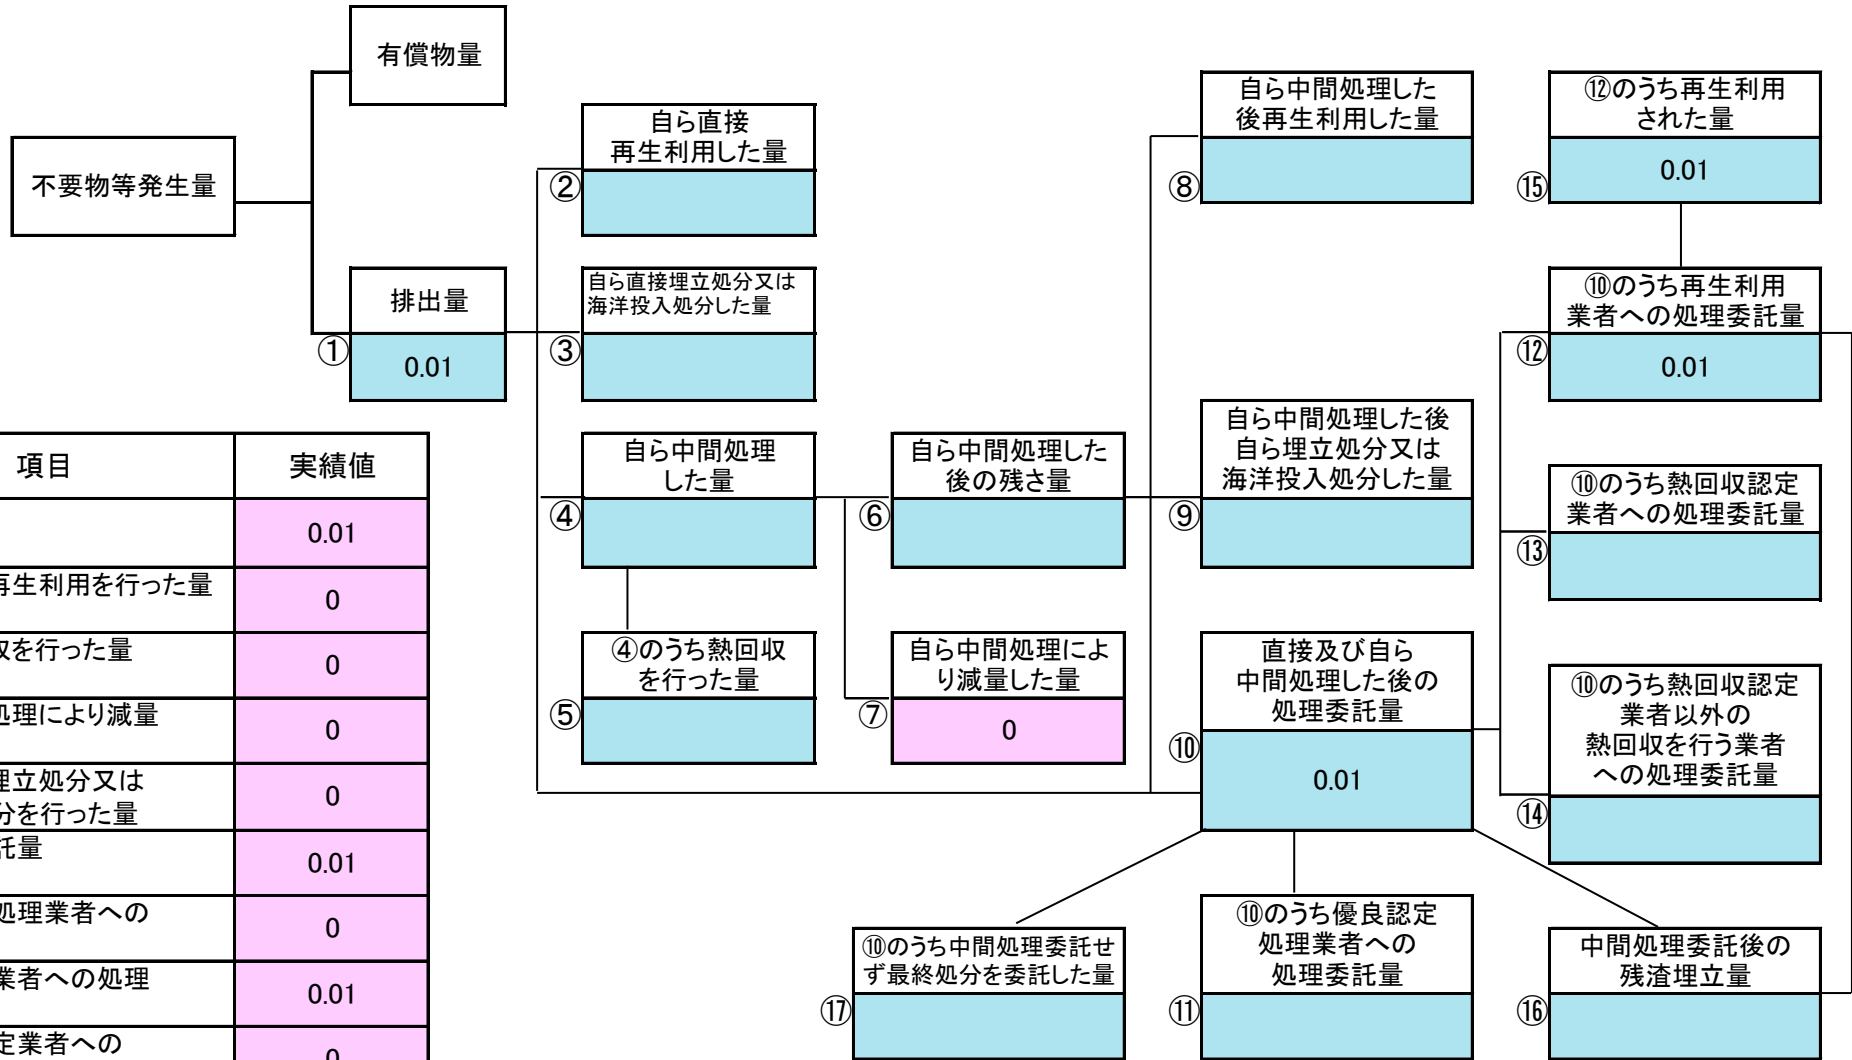 有償物量
不要物等発生量
排出量
①
0.01
自ら直接
再生利用した量
②
自ら直接埋立処分又は
海洋投入処分した量
③
自ら中間処理
した量
④
④のうち熱回収
を行った量
⑤
自ら中間処理した
後の残さ量
⑥
自ら中間処理によ
り減量した量
⑦
0
自ら中間処理した
後再生利用した量
⑧
自ら中間処理した後
自ら埋立処分又は
海洋投入処分した量
⑨
直接及び自ら
中間処理した後の
処理委託量
⑩
0.01
⑫のうち再生利用
された量
⑮
0.01
⑩のうち再生利用
業者への処理委託量
⑫
0.01
⑩のうち熱回収認定
業者への処理委託量
⑬
⑩のうち熱回収認定
業者以外の
熱回収を行う業者
への処理委託量
⑭
⑩のうち中間処理委託せ
ず最終処分を委託した量
⑰
⑩のうち優良認定
処理業者への
処理委託量
⑪
中間処理委託後の
残渣埋立量
⑯
項目 実績値
0.01
再生利用を行った量 0
を行った量 0
処理により減量 0
埋立処分又は
分を行った量 0
託量 0.01
処理業者への 0
業者への処理 0.01
定業者への 0